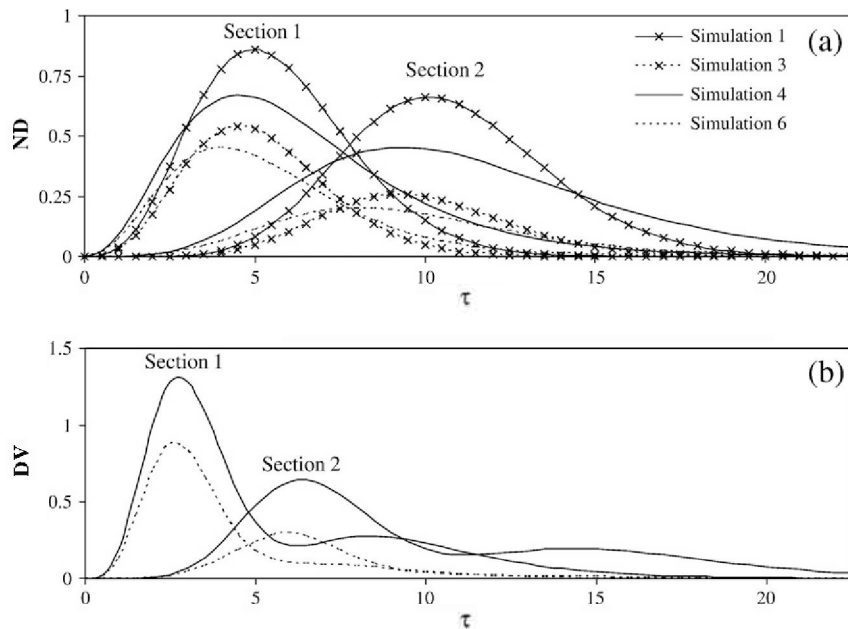 1
0.75
0.5
0.25
0
ND
Section 1
Section 2
(a)
Simulation 1
Simulation 3
Simulation 4
Simulation 6
0 5 10 15 20
τ
1.5
1
0.5
0
DV
Section 1
Section 2
(b)
0 5 10 15 20
τ